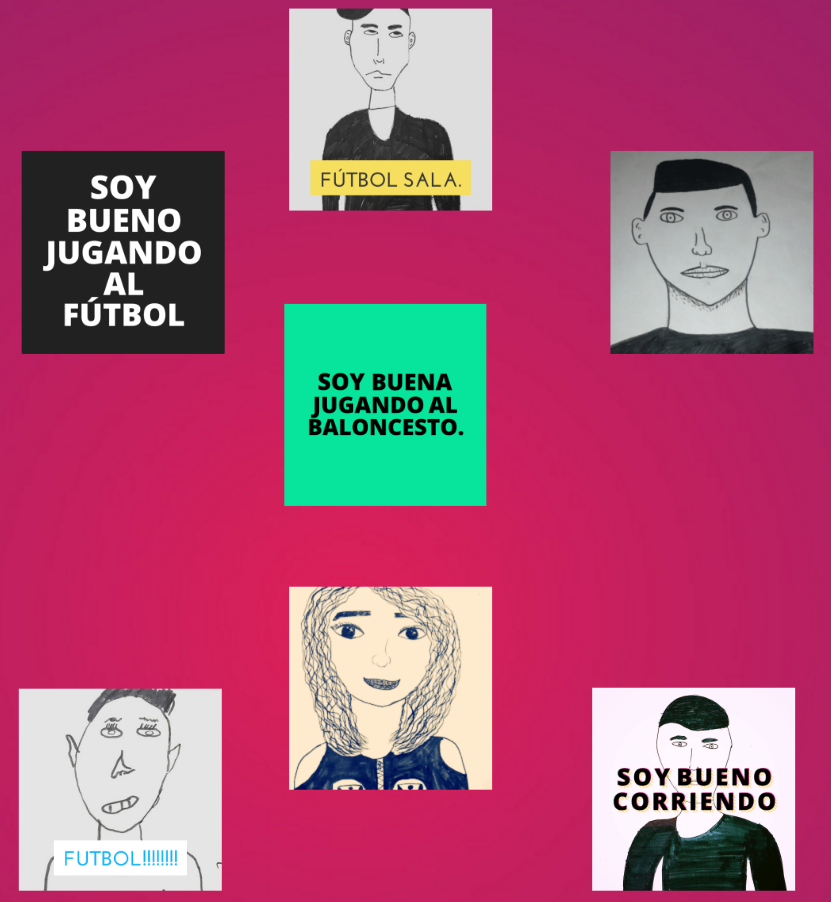 FÚTBOL SALA.
SOY
BUENO
JUGANDO
AL
FÚTBOL
SOY BUENA
JUGANDO AL
BALONCESTO.
FUTBOL!!!!!!!!
SOY BUENO
CORRIENDO